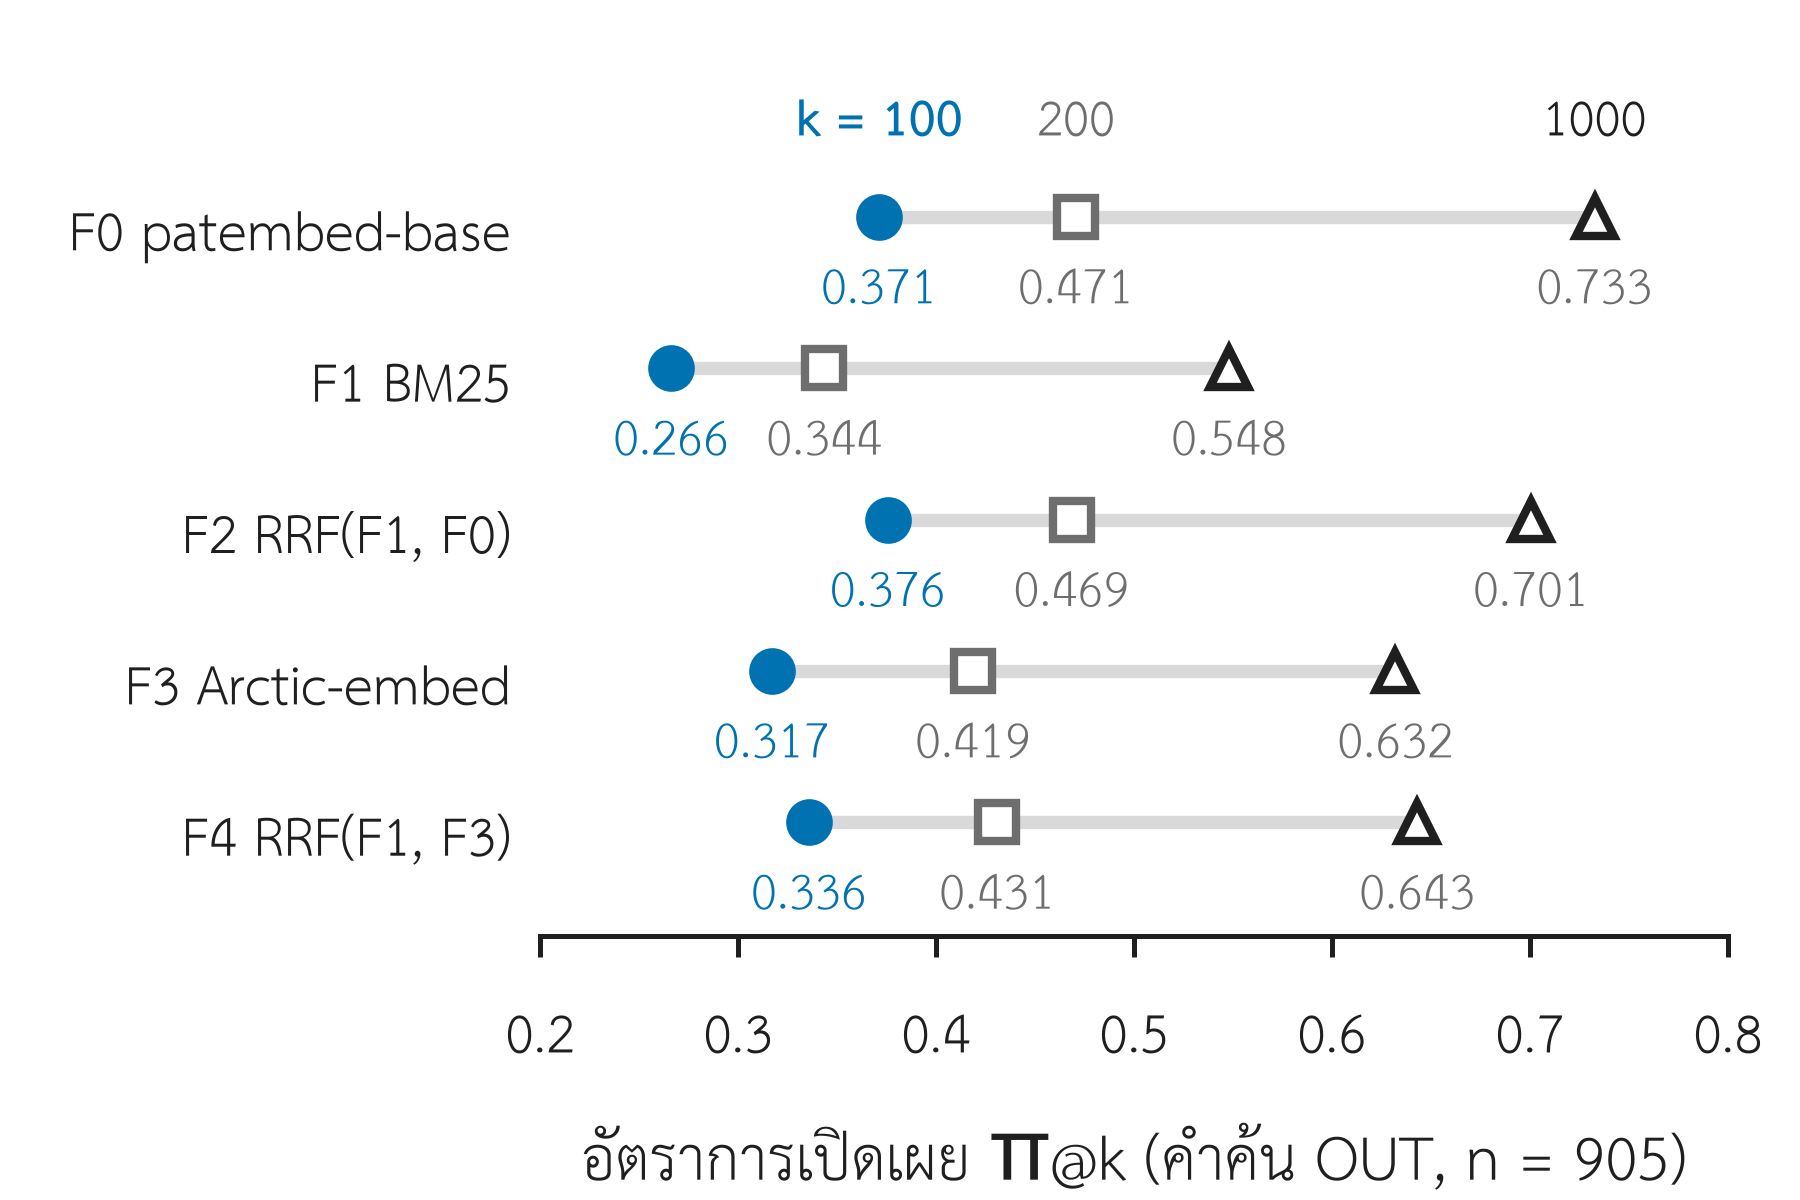 k = 100 200 1000
F0 patembed-base
0.371 0.471 0.733
F1 BM25
0.266 0.344 0.548
F2 RRF(F1, F0)
0.376 0.469 0.701
F3 Arctic-embed
0.317 0.419 0.632
F4 RRF(F1, F3)
0.336 0.431 0.643
0.2 0.3 0.4 0.5 0.6 0.7 0.8
อัตราการเปิดเผย π@k (คำค้น OUT, n = 905)